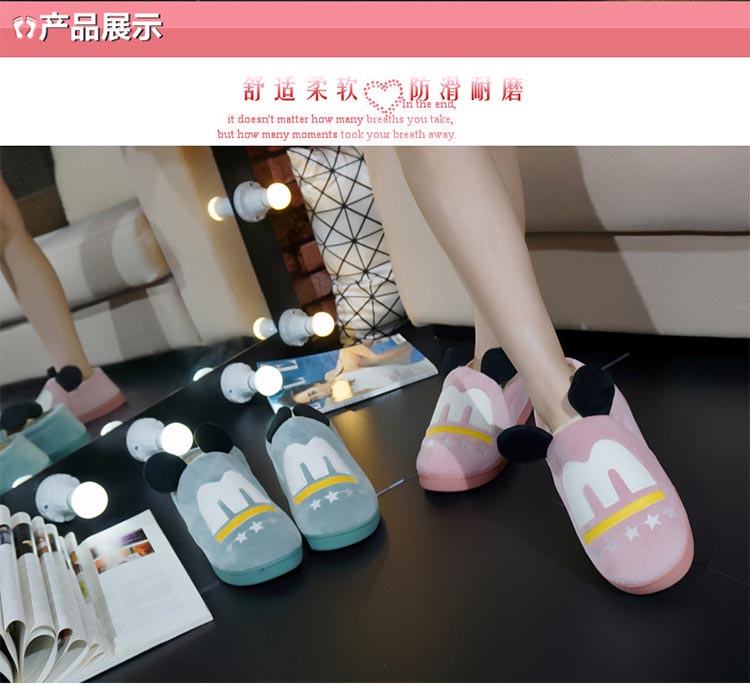 产品展示
舒适柔软 防滑耐磨
In the end,
it doesn't matter how many breaths you take,
but how many moments took your breath away.